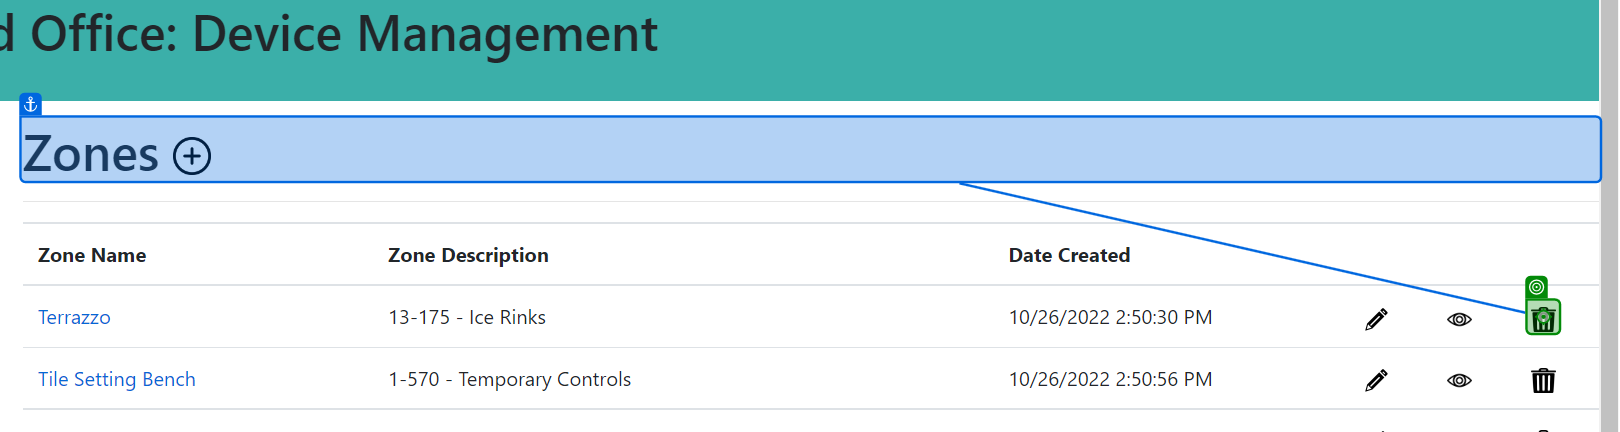 d Office: Device Management
Zones
Zone Name Zone Description Date Created
Terrazzo 13-175 - Ice Rinks 10/26/2022 2:50:30 PM
Tile Setting Bench 1-570 - Temporary Controls 10/26/2022 2:50:56 PM